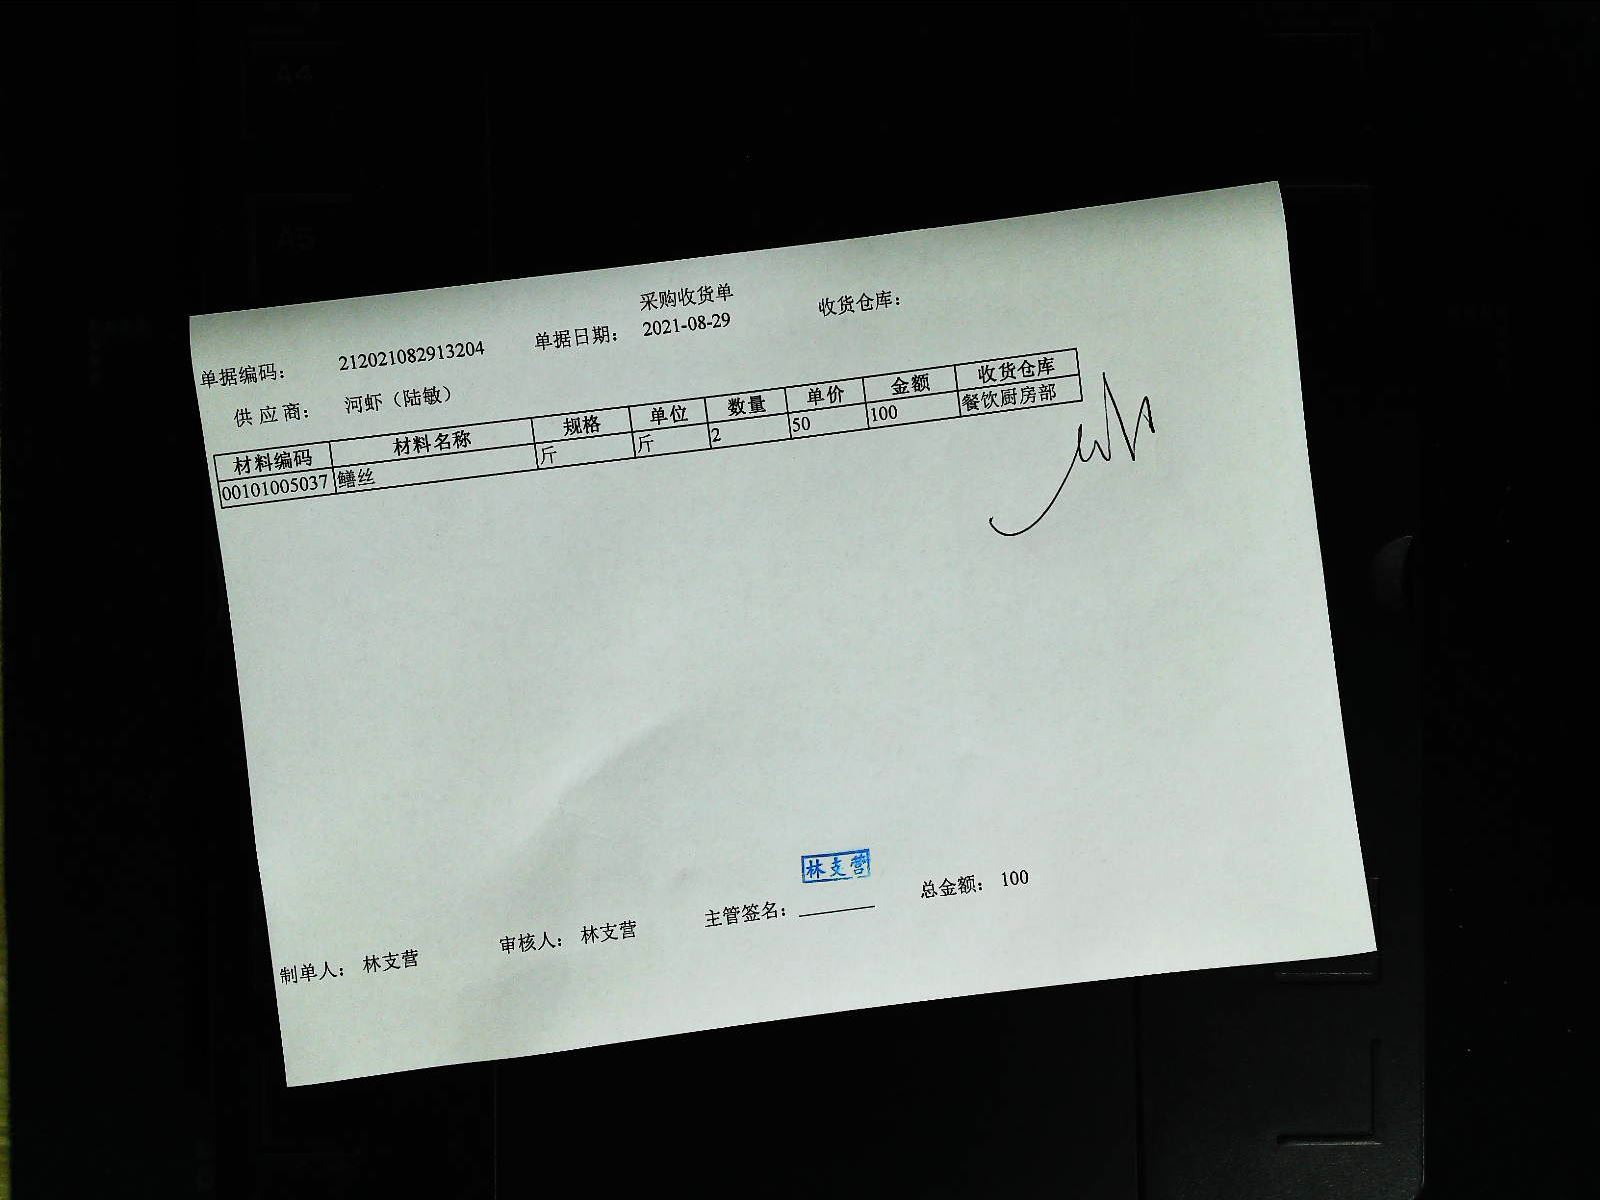 采购收货单
单据编码： 212021082913204 单据日期： 2021-08-29 收货仓库：
供应商： 河虾（陆敏）
材料编码 材料名称 规格 单位 数量 单价 金额 收货仓库
00101005037 鳝丝 斤 斤 2 50 100 餐饮厨房部
林支营
制单人： 林支营 审核人： 林支营 主管签名： 总金额： 100
A4
A5